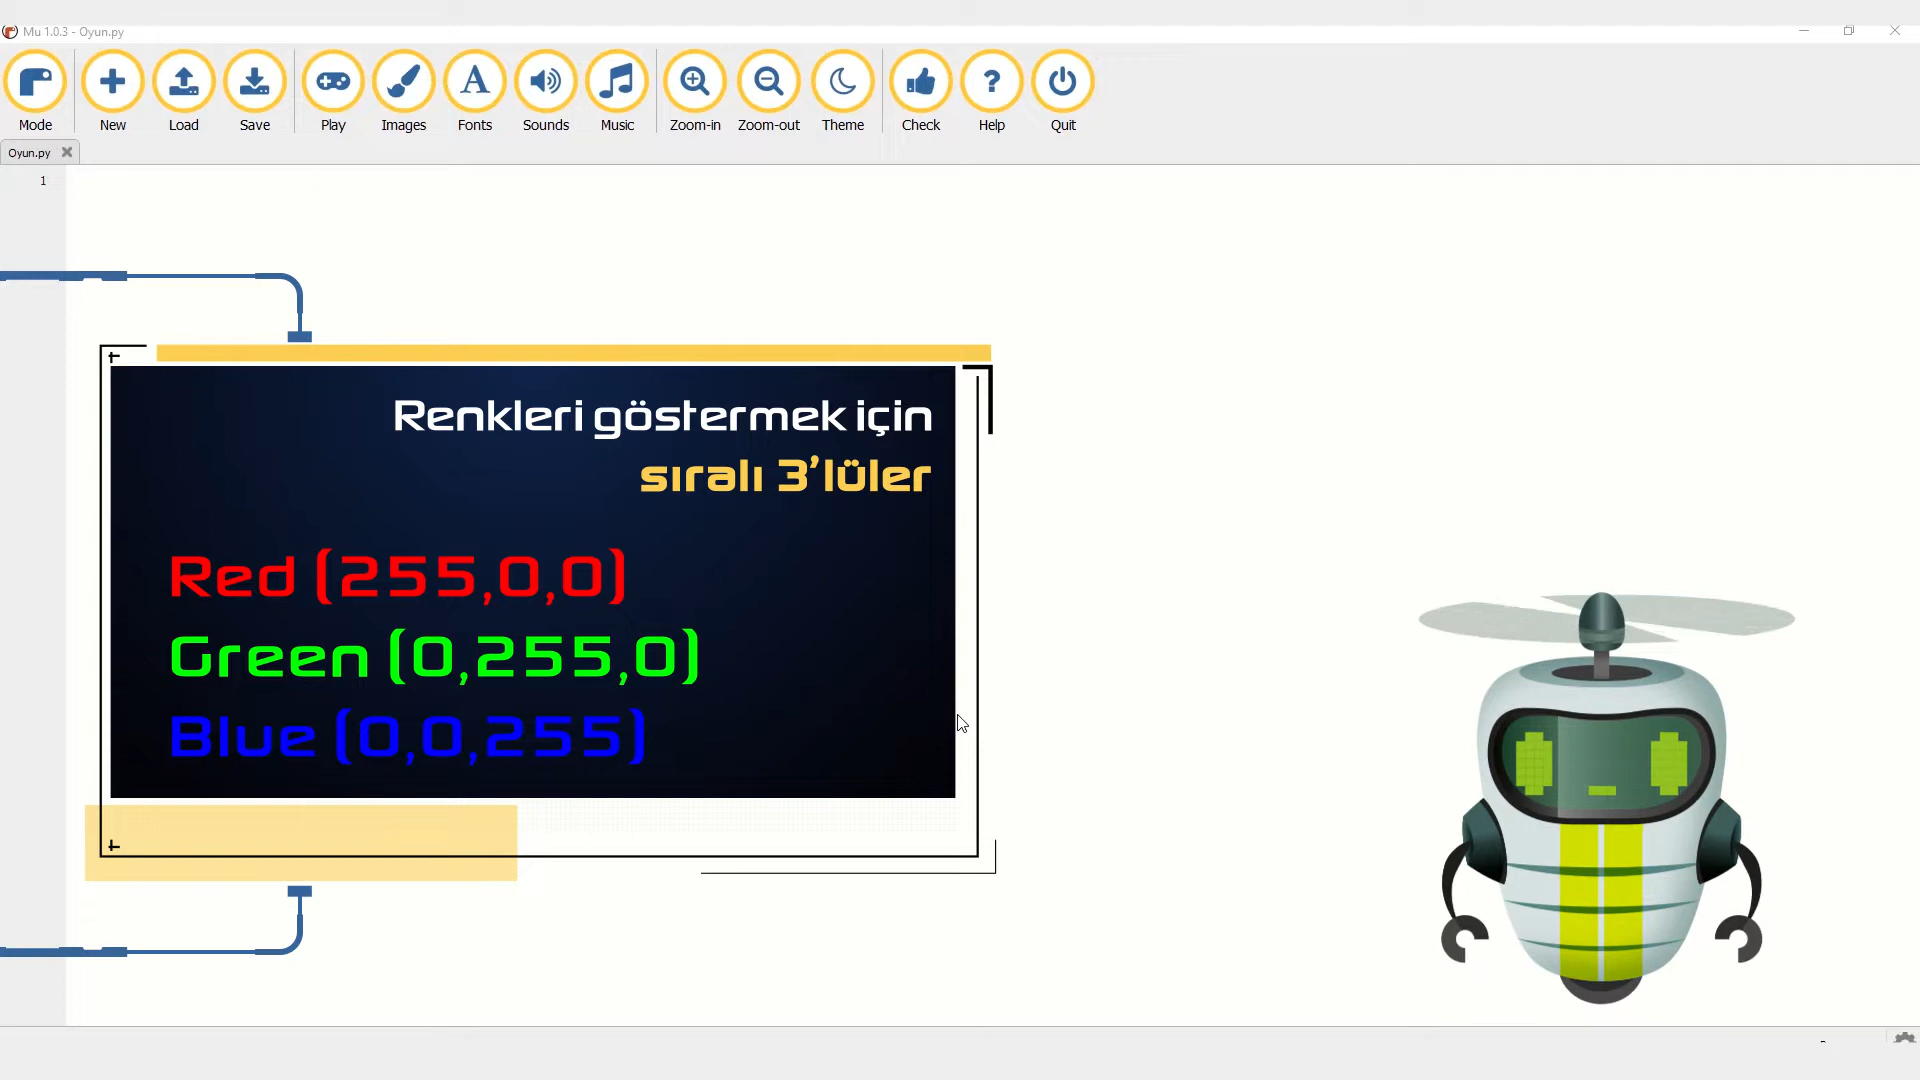 Mu 1.0.3 - Oyun.py
Mode New Load Save Play Images Fonts Sounds Music Zoom-in Zoom-out Theme Check Help Quit
Oyun.py
1
Renkleri göstermek için
sıralı 3'lüler
Red (255,0,0)
Green (0,255,0)
Blue (0,0,255)